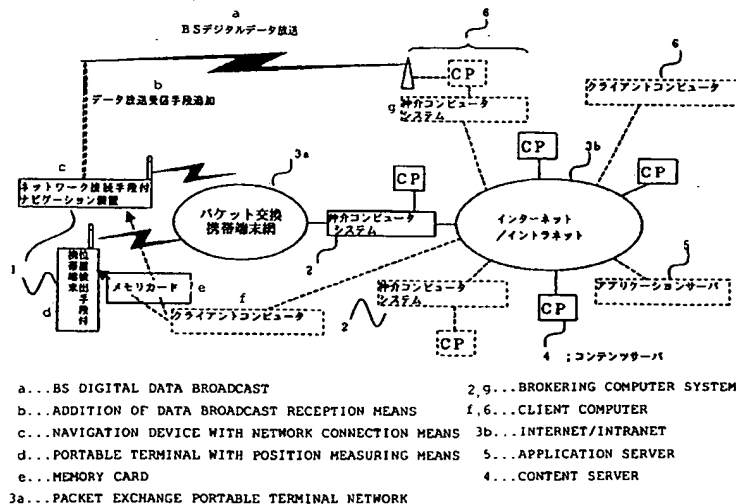 a
BSデジタルデータ放送
b
データ放送受信手段追加
6
CP
g
仲介コンピュータ
システム
6
クライアントコンピュータ
c
ネットワーク接続手段付
ナビゲーション装置
3a
パケット交換
携帯端末網
CP
仲介コンピュータ
システム
2
CP
3b
CP
インターネット
/イントラネット
1
位置検出手段付
携帯端末
d
メモリカード
e
f
クライアントコンピュータ
2
仲介コンピュータ
システム
CP
5
アプリケーションサーバ
CP
4 ;コンテンツサーバ
a...BS DIGITAL DATA BROADCAST
b...ADDITION OF DATA BROADCAST RECEPTION MEANS
c...NAVIGATION DEVICE WITH NETWORK CONNECTION MEANS
d...PORTABLE TERMINAL WITH POSITION MEASURING MEANS
e...MEMORY CARD
3a...PACKET EXCHANGE PORTABLE TERMINAL NETWORK
2,g...BROKERING COMPUTER SYSTEM
f,6...CLIENT COMPUTER
3b...INTERNET/INTRANET
5...APPLICATION SERVER
4...CONTENT SERVER